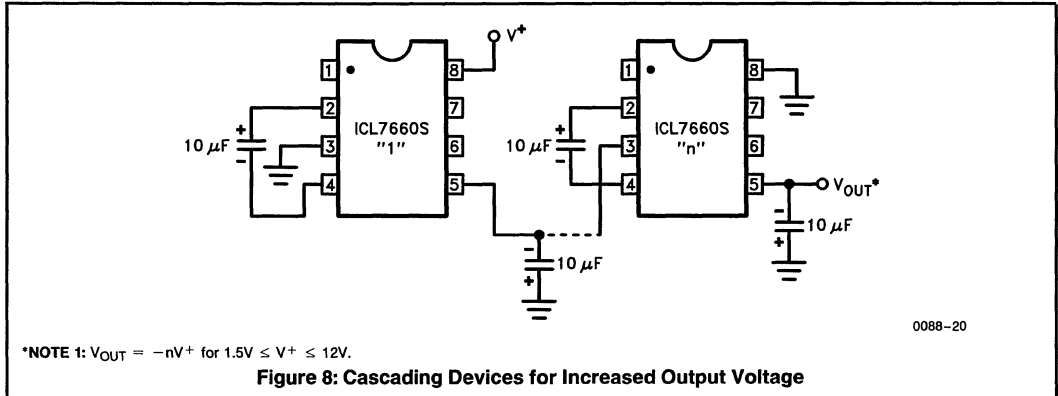 V+
1 8
2 7
3 6
4 5
ICL7660S
"1"
+
10 µF
-
-
10 µF
+
1 8
2 7
3 6
4 5
ICL7660S
"n"
+
10 µF
-
VOUT*
-
10 µF
+
0088-20
*NOTE 1: VOUT = −nV+ for 1.5V ≤ V+ ≤ 12V.
Figure 8: Cascading Devices for Increased Output Voltage